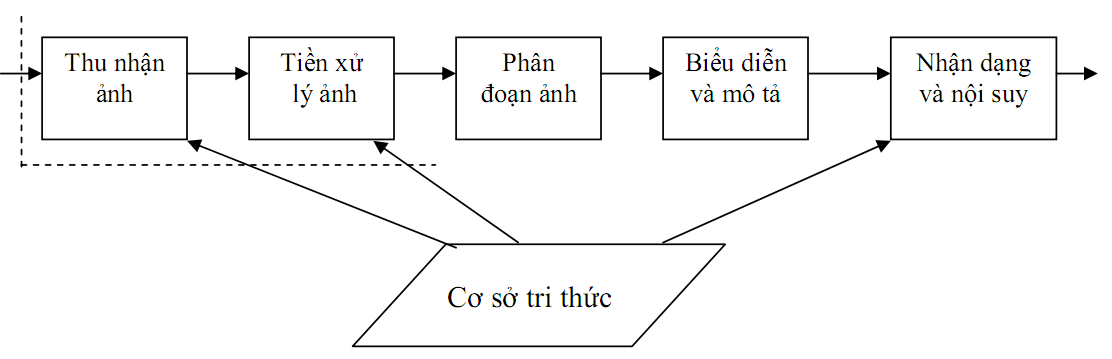 Thu nhận
ảnh
Tiền xử
lý ảnh
Phân
đoạn ảnh
Biểu diễn
và mô tả
Nhận dạng
và nội suy
Cơ sở tri thức